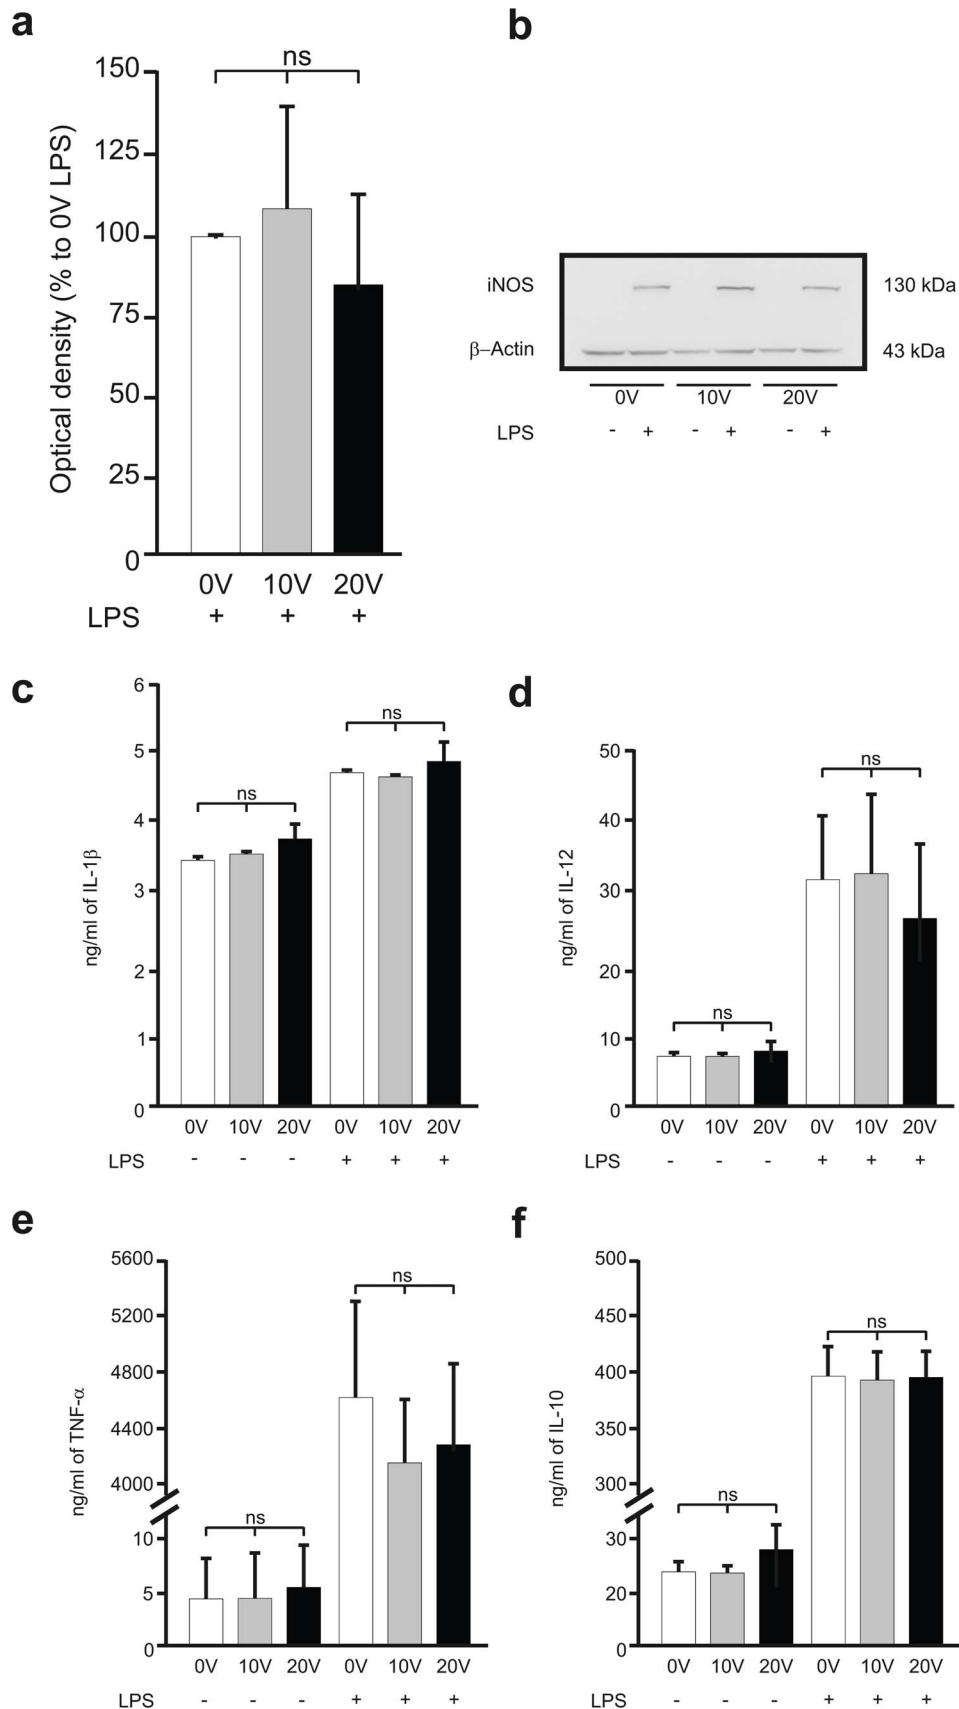 a
150
125
100
75
50
25
0
Optical density (% to 0V LPS)
ns
0V 10V 20V
LPS + + +
b
iNOS 130 kDa
β–Actin 43 kDa
0V 10V 20V
LPS - + - + - +
c
6
5
4
3
2
1
0
ng/ml of IL-1β
ns
ns
0V 10V 20V 0V 10V 20V
LPS - - - + + +
d
50
40
30
20
10
0
ng/ml of IL-12
ns
ns
0V 10V 20V 0V 10V 20V
LPS - - - + + +
e
5600
5200
4800
4400
4000
10
5
0
ng/ml of TNF-α
ns
ns
0V 10V 20V 0V 10V 20V
LPS - - - + + +
f
500
450
400
350
300
30
20
0
ng/ml of IL-10
ns
ns
0V 10V 20V 0V 10V 20V
LPS - - - + + +